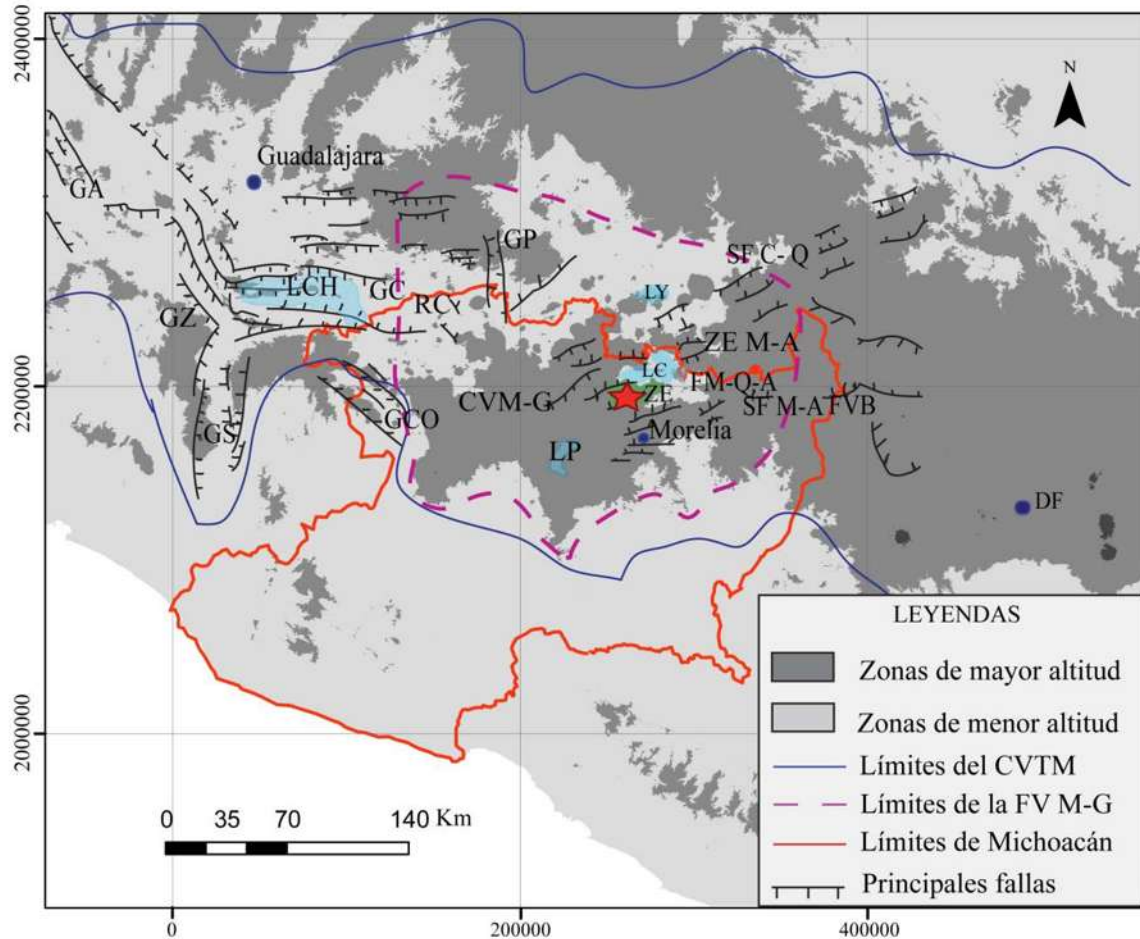 2400000
2200000
2000000
N
Guadalajara
GA
GP
SF C- Q
LCH
GC
LY
RC
GZ
ZE M-A
LC
FM-Q-A
CVM-G
ZE
SF M-A
FVB
GCO
GS
Morelia
LP
DF
LEYENDAS
Zonas de mayor altitud
Zonas de menor altitud
Límites del CVTM
Límites de la FV M-G
Límites de Michoacán
Principales fallas
0 35 70 140 Km
0 200000 400000